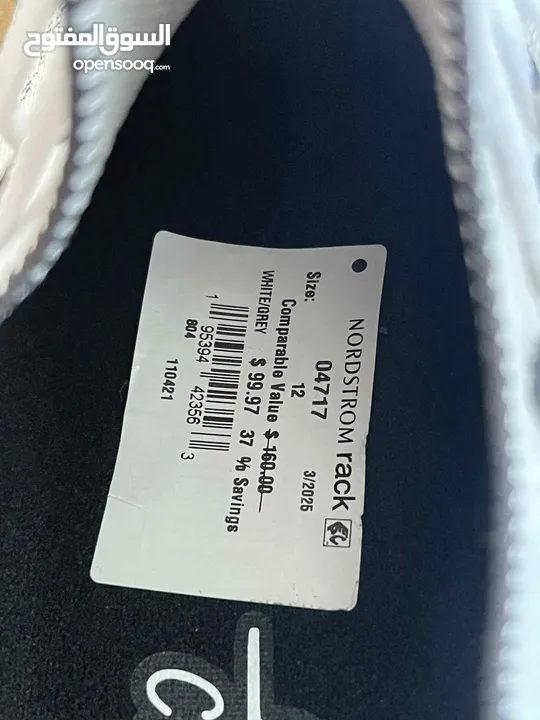 السوق المفتوح
opensooq.com
NORDSTROM rack
04717 3/2025
Size: 12
Comparable Value $ 160.00
WHITE/GREY $ 99.97 37 % Savings
1 95394 42356 3
804
110421